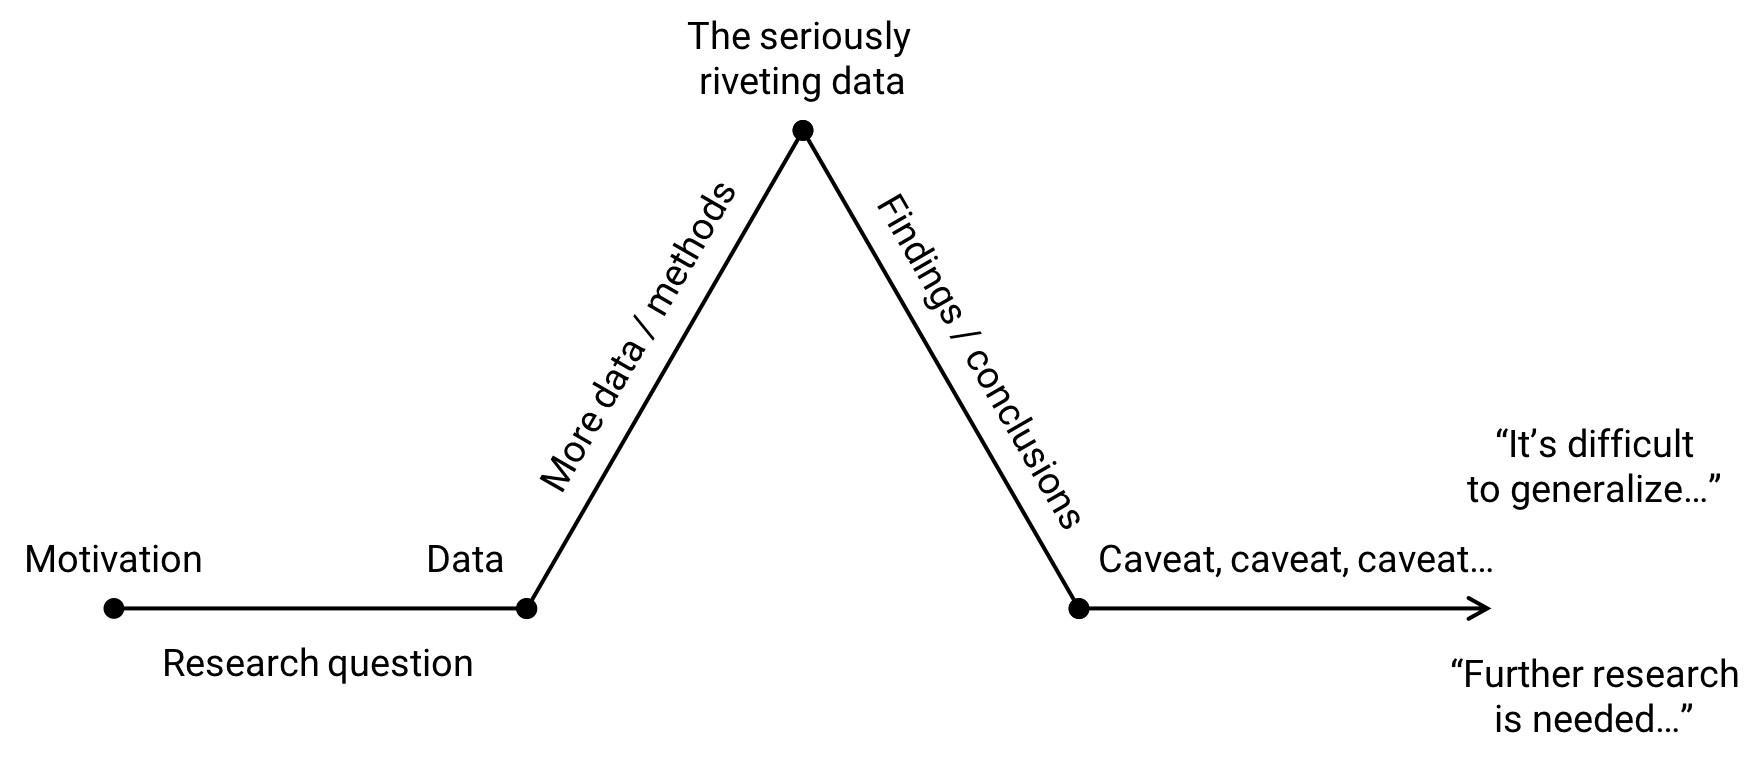 The seriously
riveting data
More data / methods
Findings / conclusions
“It’s difficult
to generalize…”
Motivation
Data
Caveat, caveat, caveat…
Research question
“Further research
is needed…”